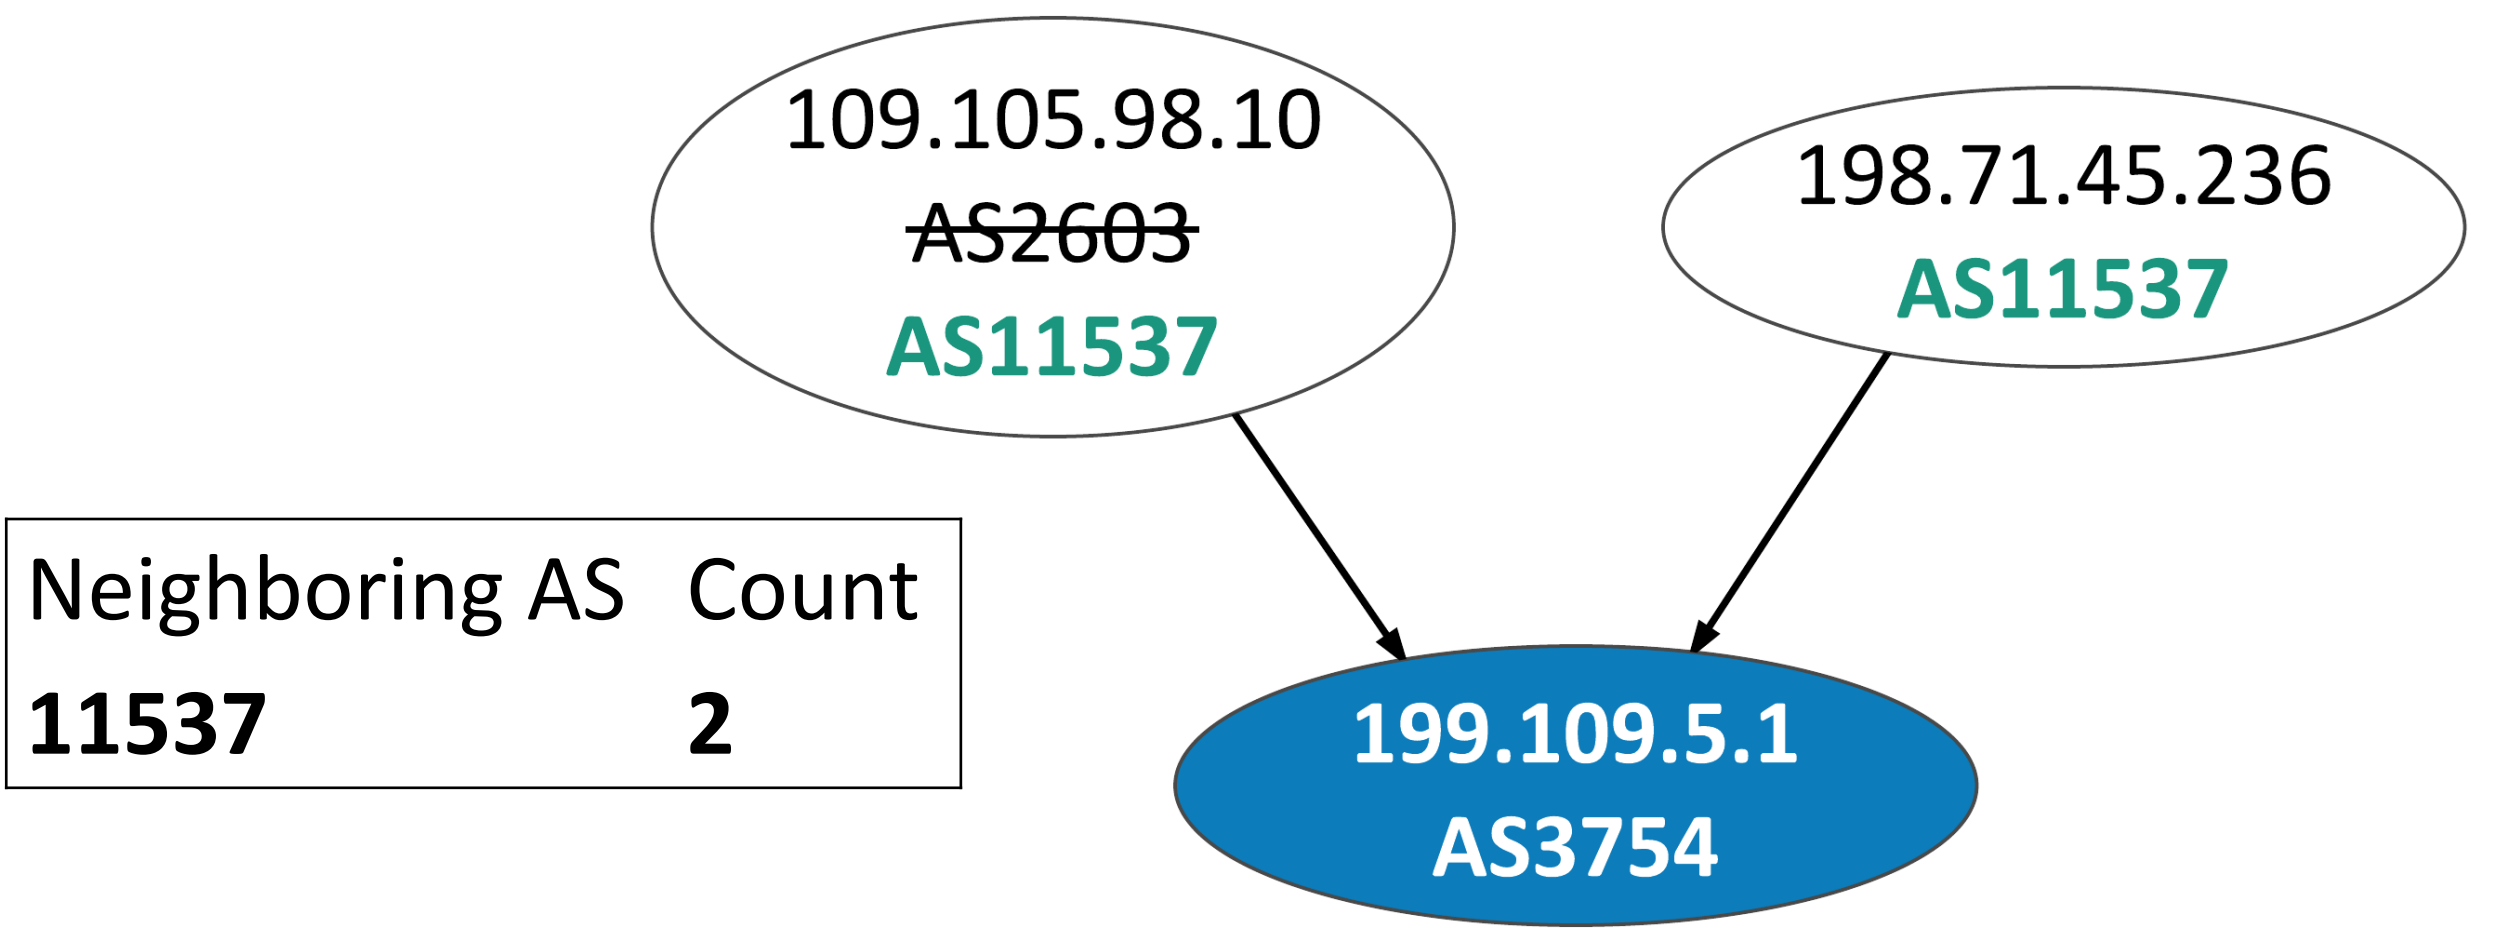 109.105.98.10
AS2603
AS11537
198.71.45.236
AS11537
Neighboring AS Count
11537 2
199.109.5.1
AS3754